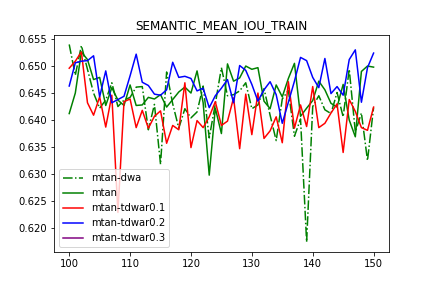 SEMANTIC_MEAN_IOU_TRAIN
0.655
0.650
0.645
0.640
0.635
0.630
0.625
0.620
mtan-dwa
mtan
mtan-tdwar0.1
mtan-tdwar0.2
mtan-tdwar0.3
100 110 120 130 140 150